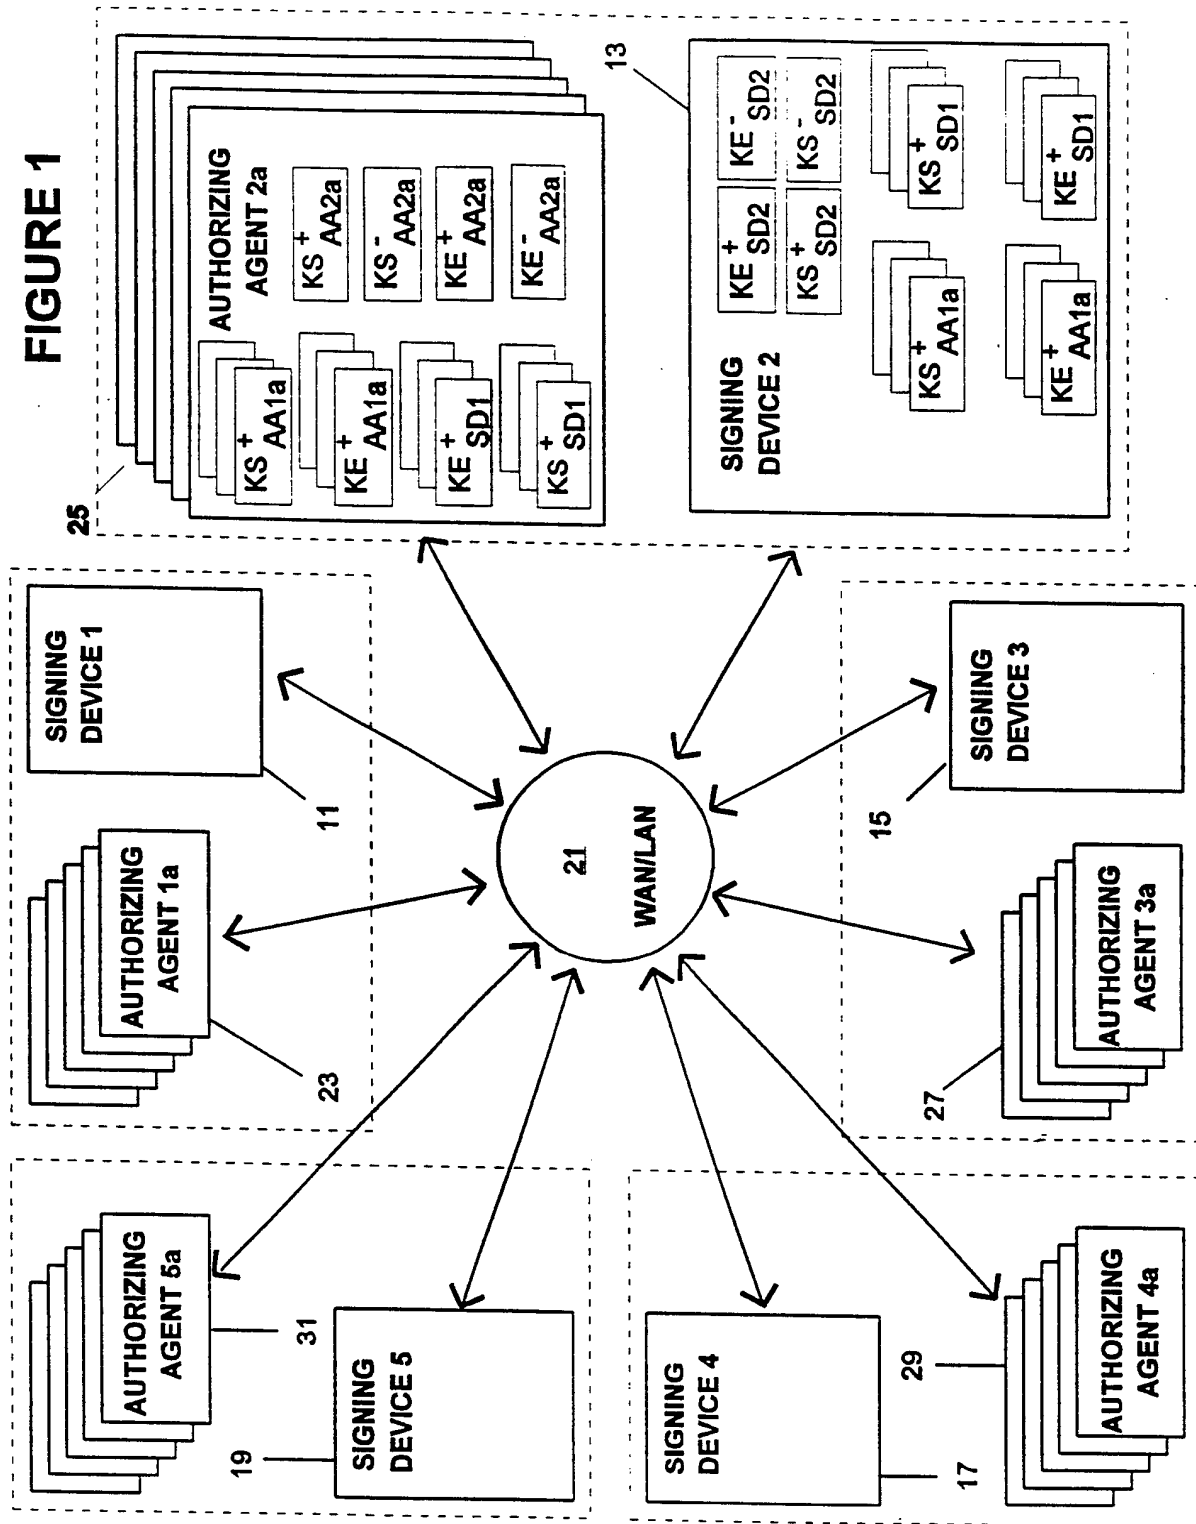 FIGURE 1
AUTHORIZING
AGENT 5a
31
19
SIGNING
DEVICE 5
AUTHORIZING
AGENT 1a
23
SIGNING
DEVICE 1
11
25
AUTHORIZING
AGENT 2a
KS+AA1a
KE+AA1a
KE+SD1
KS+SD1
KS+AA2a
KS-AA2a
KE+AA2a
KE-AA2a
21
WAN/LAN
SIGNING
DEVICE 4
17
29
AUTHORIZING
AGENT 4a
27
AUTHORIZING
AGENT 3a
15
SIGNING
DEVICE 3
13
SIGNING
DEVICE 2
KE+SD2
KE-SD2
KS+SD2
KS-SD2
KS+AA1a
KS+SD1
KE+AA1a
KE+SD1